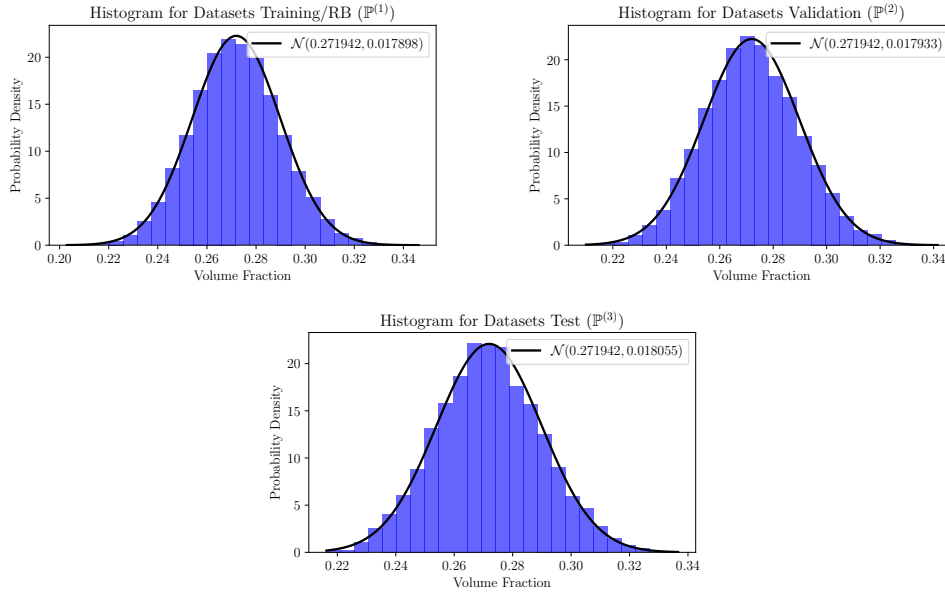 Histogram for Datasets Training/RB (ℙ⁽¹⁾)
𝒩(0.271942, 0.017898)
20
15
10
5
0
Probability Density
0.20 0.22 0.24 0.26 0.28 0.30 0.32 0.34
Volume Fraction
Histogram for Datasets Validation (ℙ⁽²⁾)
𝒩(0.271942, 0.017933)
20
15
10
5
0
Probability Density
0.22 0.24 0.26 0.28 0.30 0.32 0.34
Volume Fraction
Histogram for Datasets Test (ℙ⁽³⁾)
𝒩(0.271942, 0.018055)
20
15
10
5
0
Probability Density
0.22 0.24 0.26 0.28 0.30 0.32 0.34
Volume Fraction